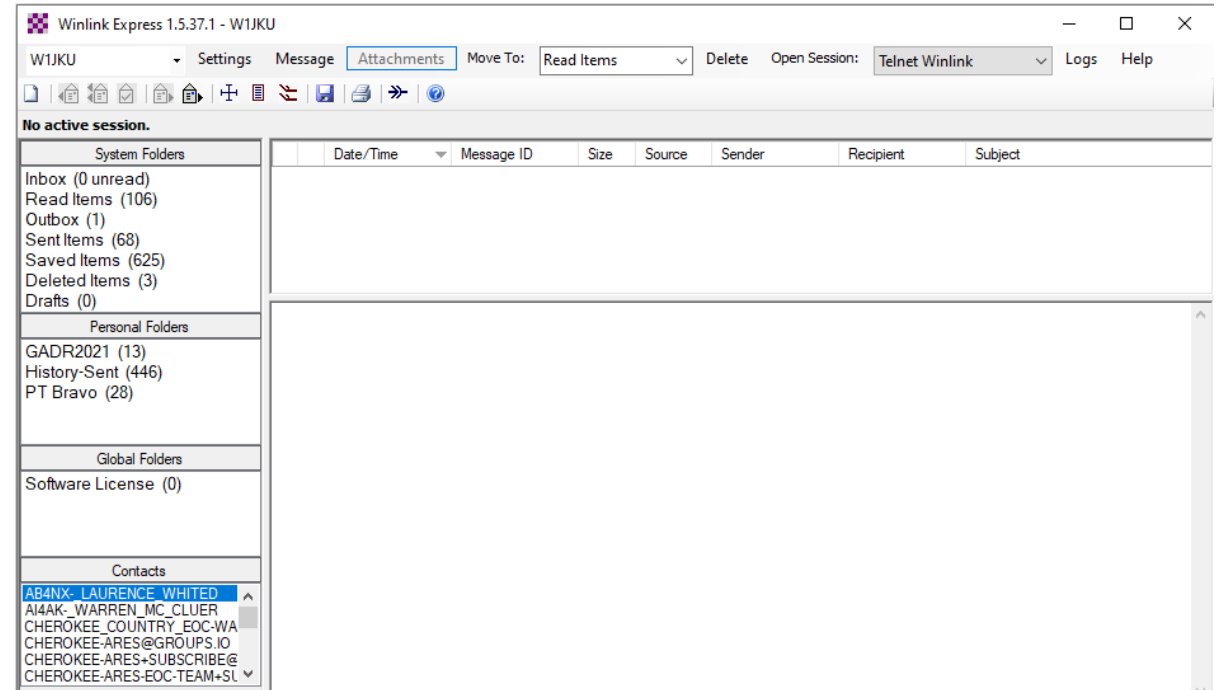 Winlink Express 1.5.37.1 - W1JKU
W1JKU Settings Message Attachments Move To: Read Items Delete Open Session: Telnet Winlink Logs Help
No active session.
System Folders
Date/Time Message ID Size Source Sender Recipient Subject
Inbox (0 unread)
Read Items (106)
Outbox (1)
Sent Items (68)
Saved Items (625)
Deleted Items (3)
Drafts (0)
Personal Folders
GADR2021 (13)
History-Sent (446)
PT Bravo (28)
Global Folders
Software License (0)
Contacts
AB4NX-_LAURENCE_WHITED
AI4AK-_WARREN_MC_CLUER
CHEROKEE_COUNTRY_EOC-WA
CHEROKEE-ARES@GROUPS.IO
CHEROKEE-ARES+SUBSCRIBE@
CHEROKEE-ARES-EOC-TEAM+SU